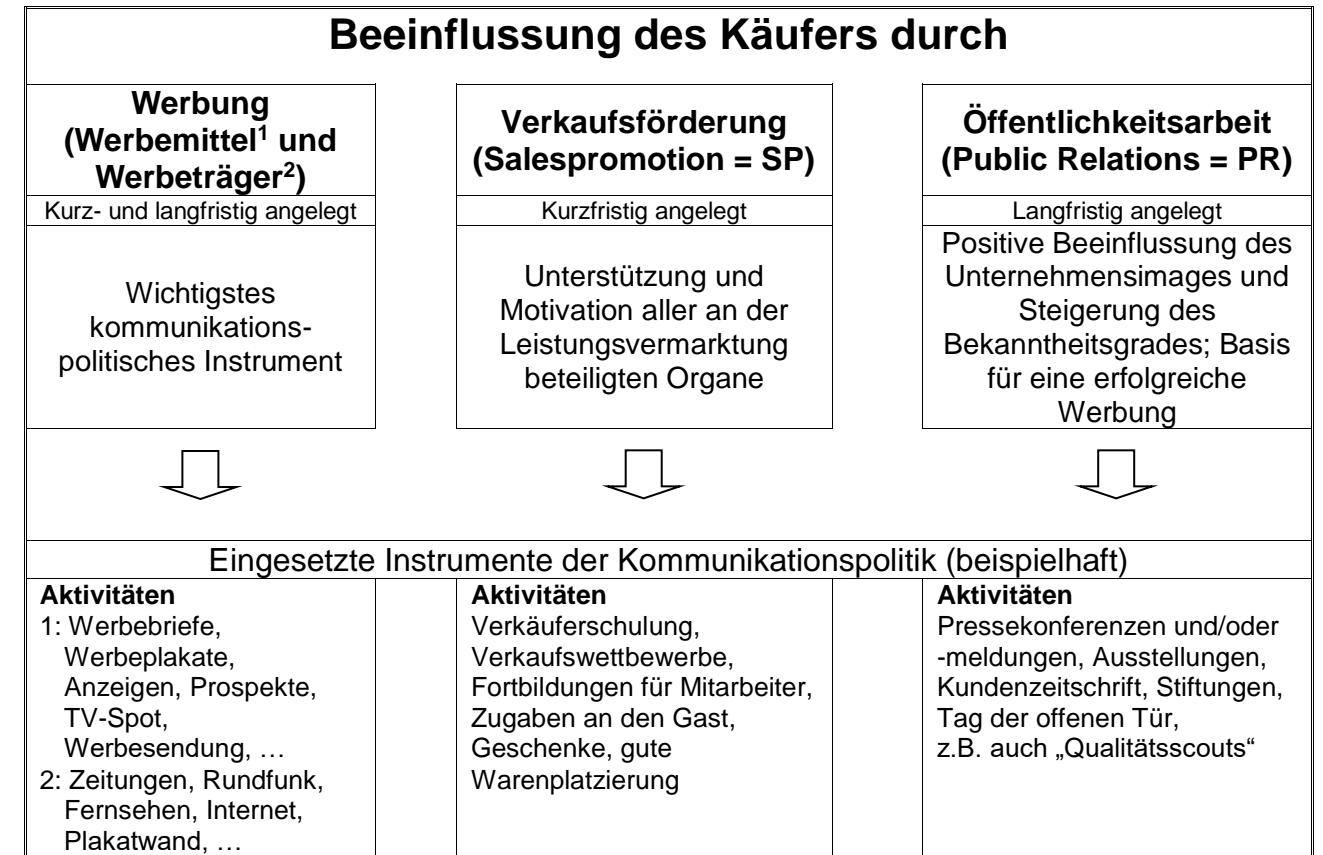 Beeinflussung des Käufers durch
Werbung
(Werbemittel¹ und
Werbeträger²)
Kurz- und langfristig angelegt
Wichtigstes
kommunikations-
politisches Instrument
Verkaufsförderung
(Salespromotion = SP)
Kurzfristig angelegt
Unterstützung und
Motivation aller an der
Leistungsvermarktung
beteiligten Organe
Öffentlichkeitsarbeit
(Public Relations = PR)
Langfristig angelegt
Positive Beeinflussung des
Unternehmensimages und
Steigerung des
Bekanntheitsgrades; Basis
für eine erfolgreiche
Werbung
Eingesetzte Instrumente der Kommunikationspolitik (beispielhaft)
Aktivitäten
1: Werbebriefe,
Werbeplakate,
Anzeigen, Prospekte,
TV-Spot,
Werbesendung, …
2: Zeitungen, Rundfunk,
Fernsehen, Internet,
Plakatwand, …
Aktivitäten
Verkäuferschulung,
Verkaufswettbewerbe,
Fortbildungen für Mitarbeiter,
Zugaben an den Gast,
Geschenke, gute
Warenplatzierung
Aktivitäten
Pressekonferenzen und/oder
-meldungen, Ausstellungen,
Kundenzeitschrift, Stiftungen,
Tag der offenen Tür,
z.B. auch „Qualitätsscouts“